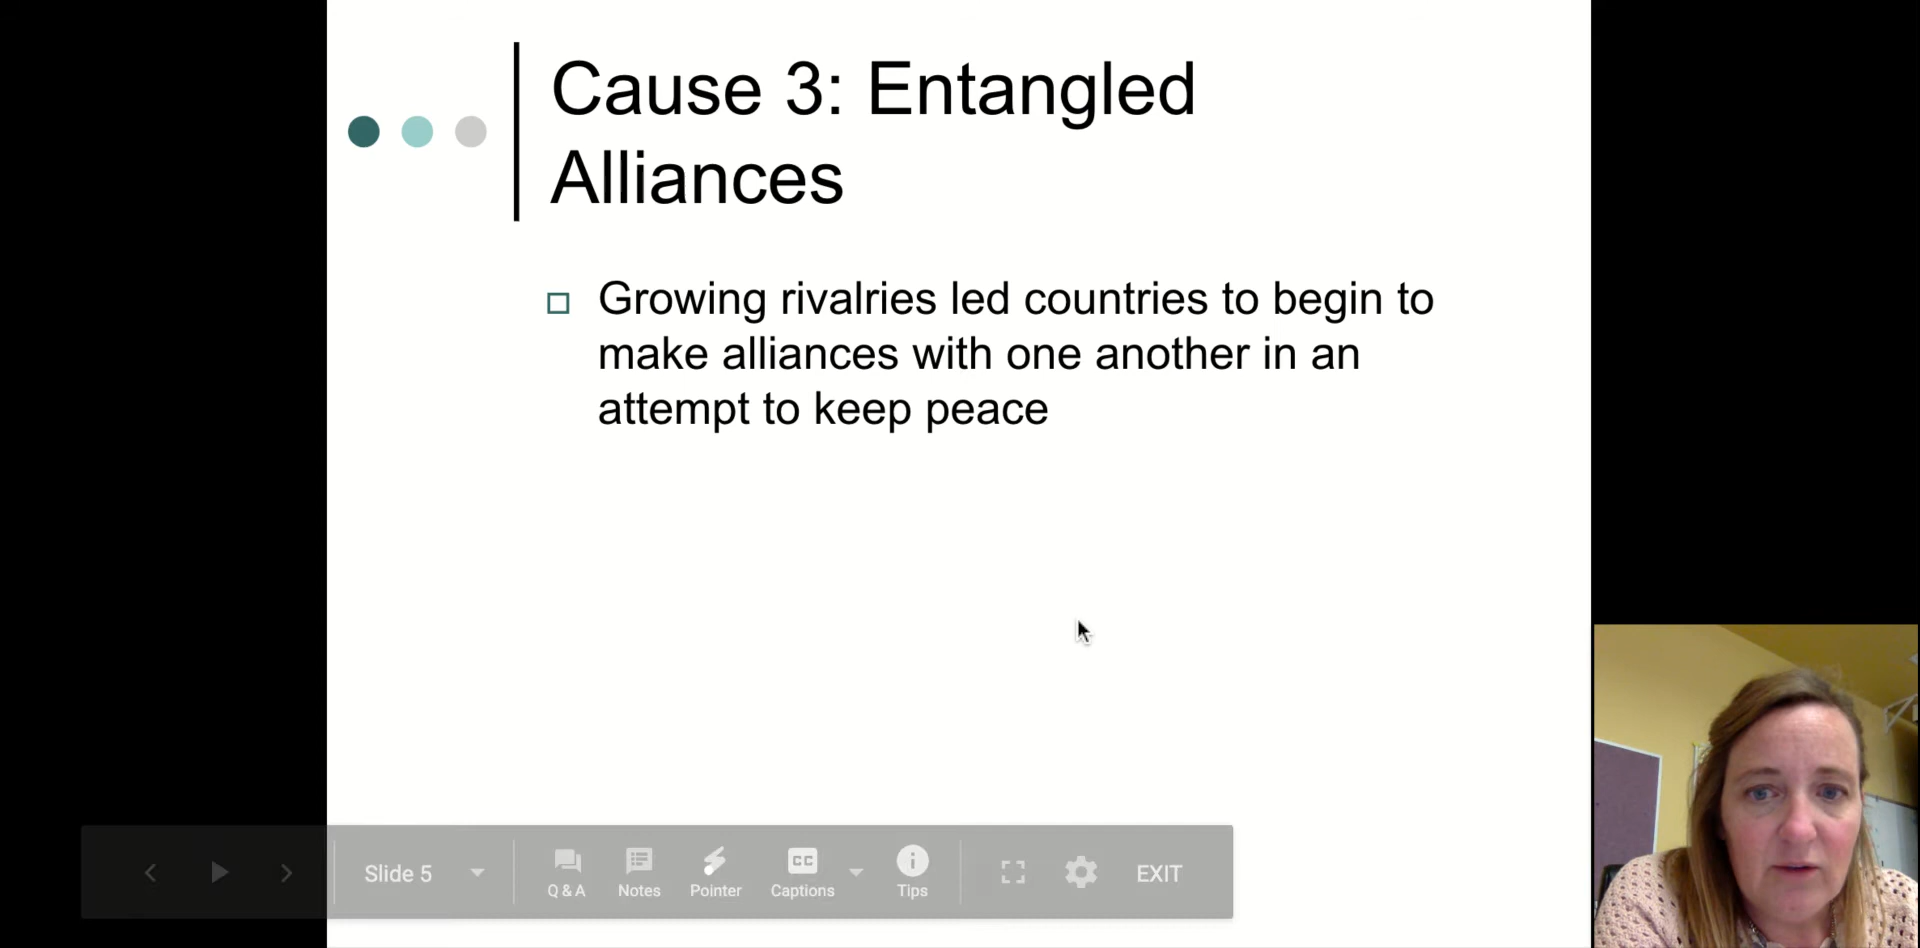 Cause 3: Entangled
Alliances
Growing rivalries led countries to begin to
make alliances with one another in an
attempt to keep peace
Slide 5
Q & A
Notes
Pointer
CC
Captions
Tips
EXIT